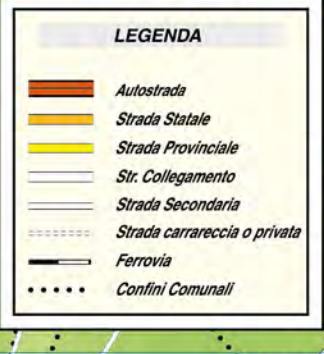 LEGENDA
Autostrada
Strada Statale
Strada Provinciale
Str. Collegamento
Strada Secondaria
Strada carrareccia o privata
Ferrovia
Confini Comunali